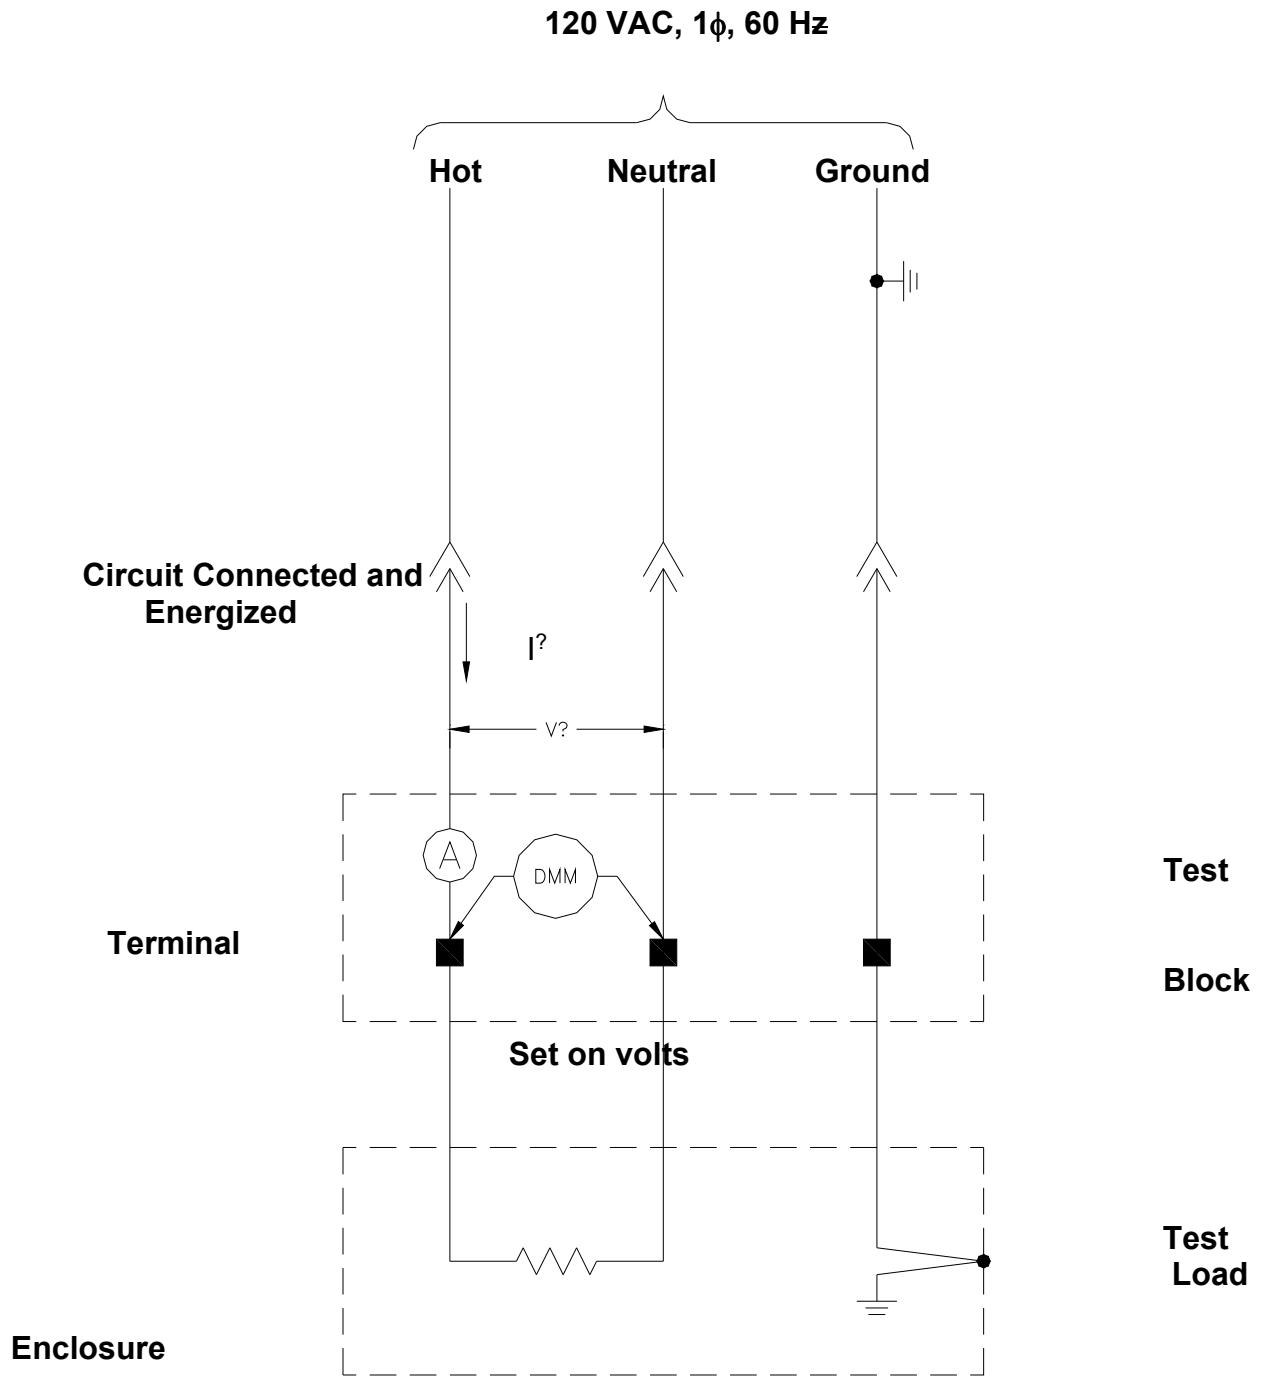 120 VAC, 1ϕ, 60 Hz
Hot Neutral Ground
Circuit Connected and
Energized
I?
V?
A
DMM
Test
Terminal
Block
Set on volts
Test
Load
Enclosure